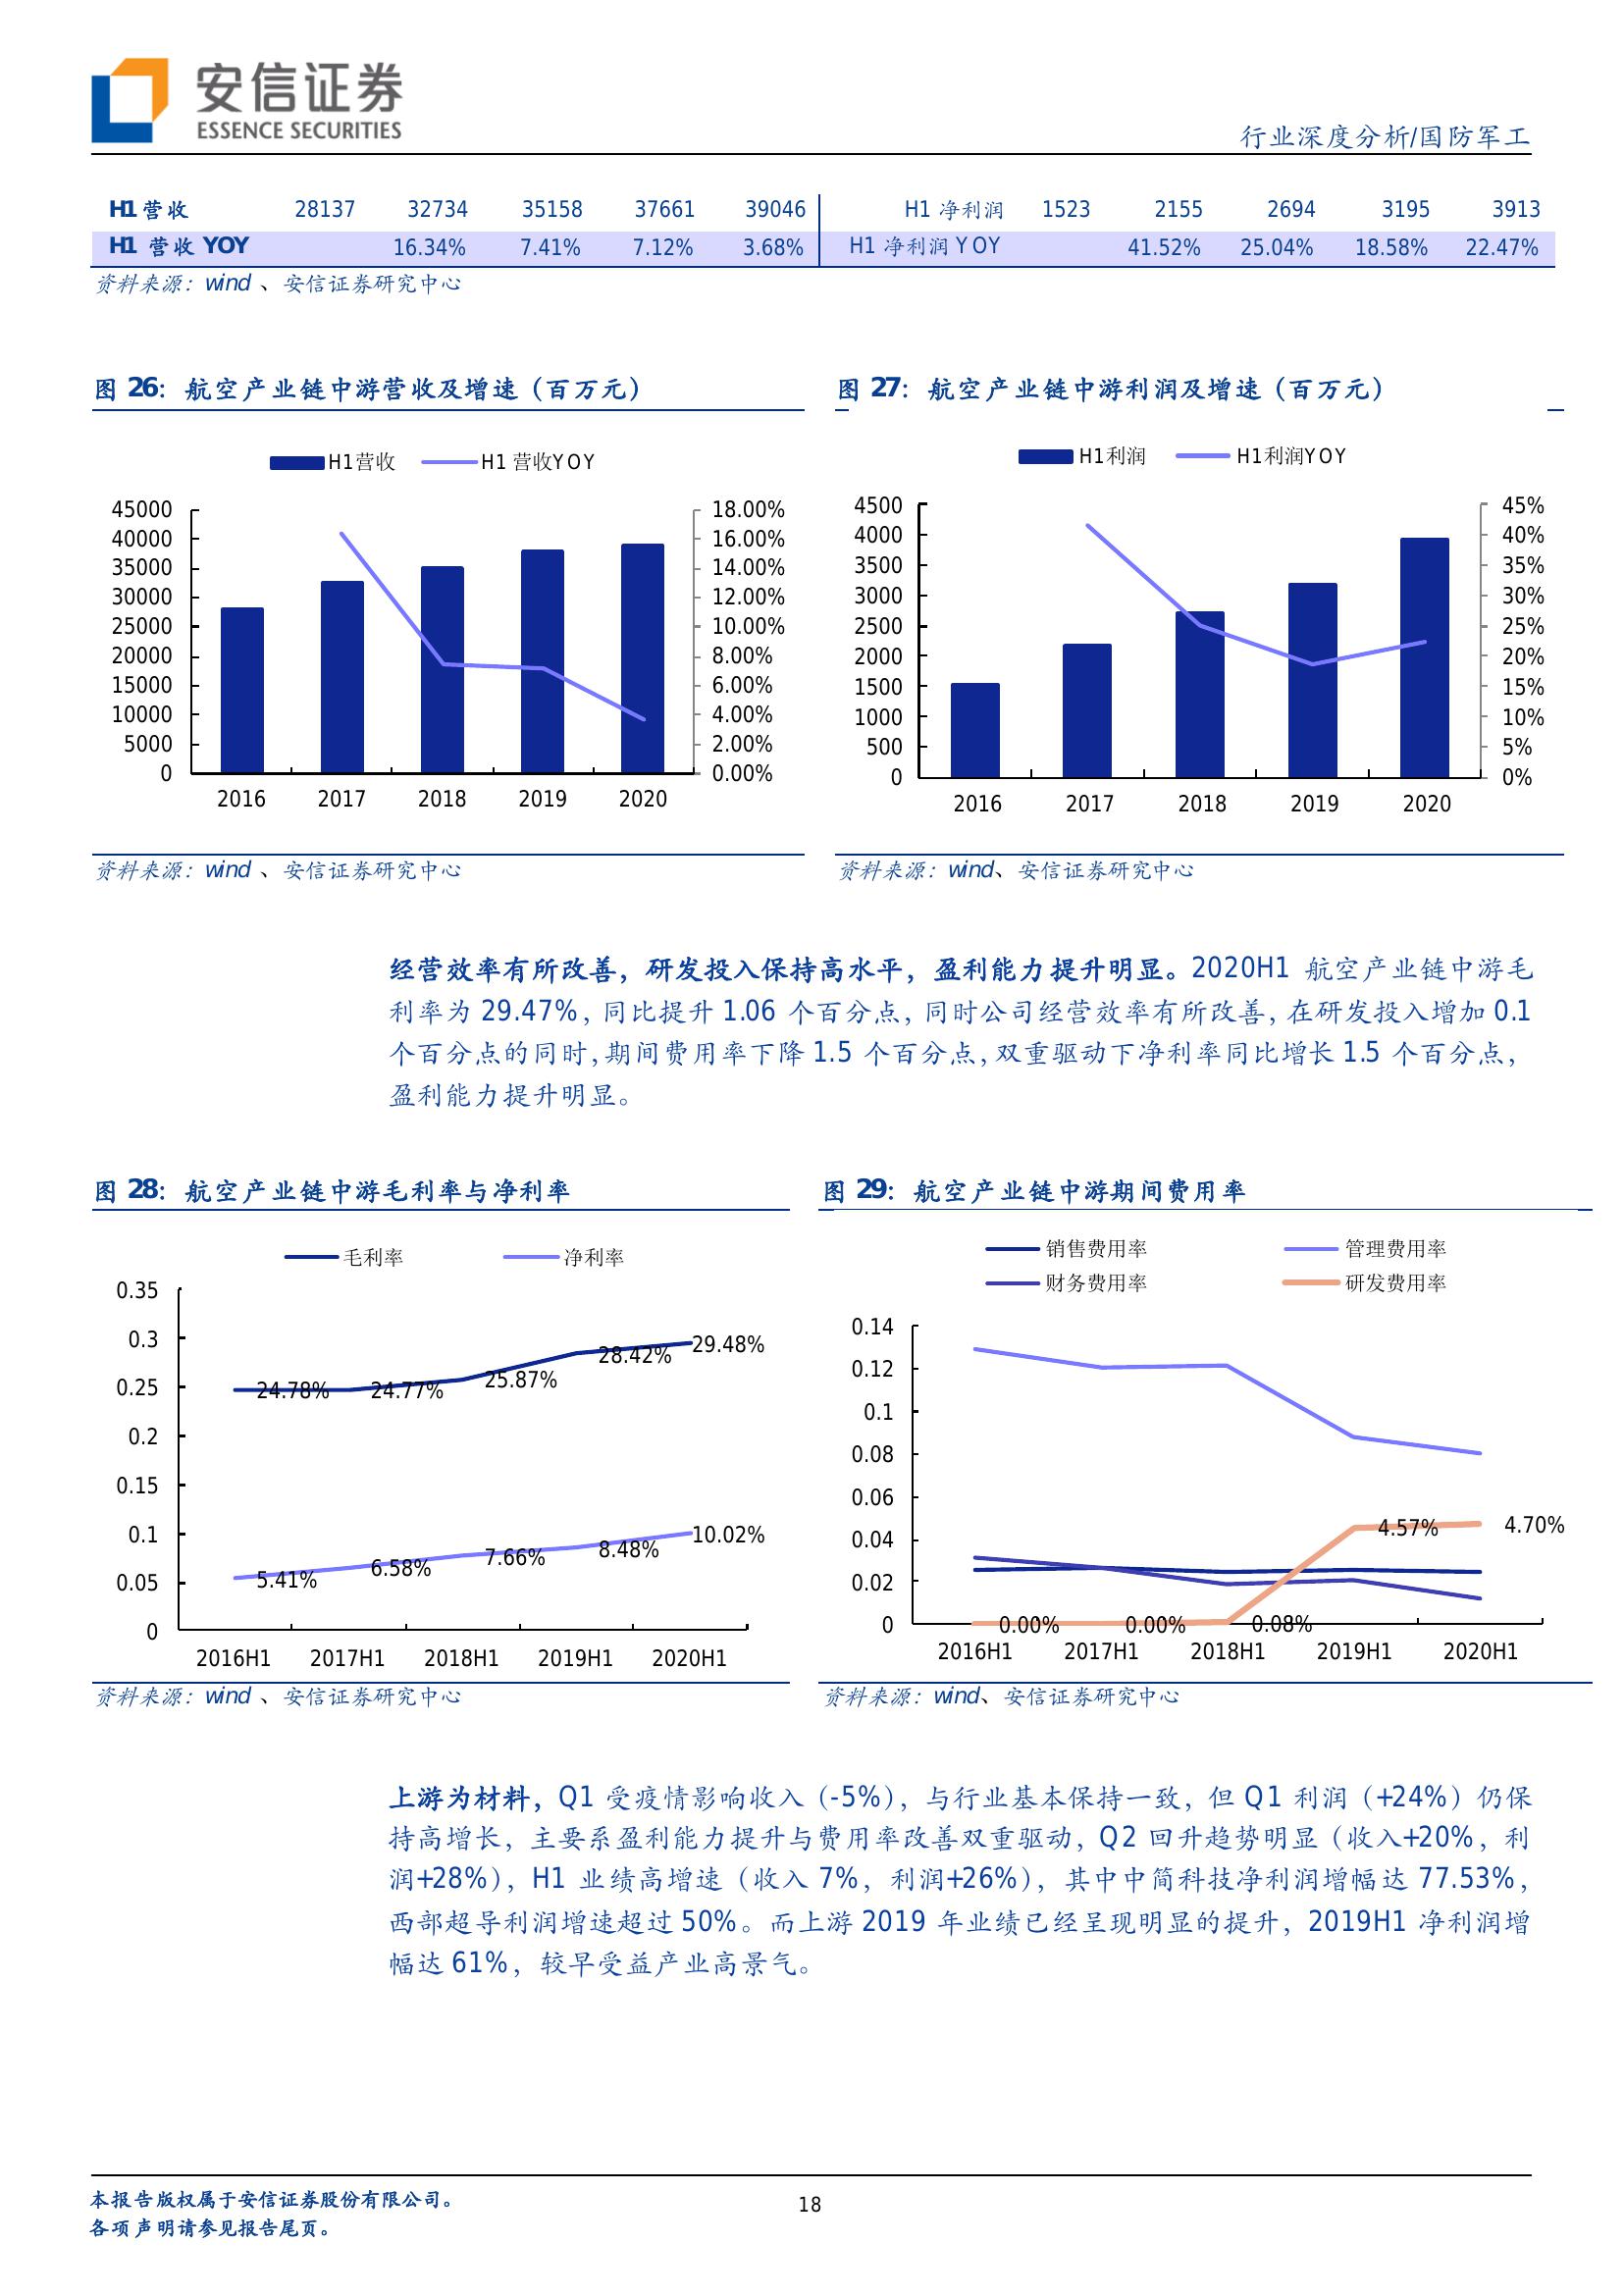 安信证券
ESSENCE SECURITIES
行业深度分析/国防军工
H1 营收 28137 32734 35158 37661 39046 H1 净利润 1523 2155 2694 3195 3913
H1 营收 YOY 16.34% 7.41% 7.12% 3.68% H1 净利润 YOY 41.52% 25.04% 18.58% 22.47%
资料来源：wind 、安信证券研究中心
图 26：航空产业链中游营收及增速（百万元）
H1营收 H1 营收YOY
45000 18.00%
40000 16.00%
35000 14.00%
30000 12.00%
25000 10.00%
20000 8.00%
15000 6.00%
10000 4.00%
5000 2.00%
0 0.00%
2016 2017 2018 2019 2020
资料来源：wind 、安信证券研究中心
图 27：航空产业链中游利润及增速（百万元）
H1利润 H1利润YOY
4500 45%
4000 40%
3500 35%
3000 30%
2500 25%
2000 20%
1500 15%
1000 10%
500 5%
0 0%
2016 2017 2018 2019 2020
资料来源：wind、安信证券研究中心
经营效率有所改善，研发投入保持高水平，盈利能力提升明显。2020H1 航空产业链中游毛
利率为 29.47%，同比提升 1.06 个百分点，同时公司经营效率有所改善，在研发投入增加 0.1
个百分点的同时，期间费用率下降 1.5 个百分点，双重驱动下净利率同比增长 1.5 个百分点，
盈利能力提升明显。
图 28：航空产业链中游毛利率与净利率
毛利率 净利率
0.35
0.3
0.25
0.2
0.15
0.1
0.05
0
24.78% 24.77% 25.87% 28.42% 29.48%
5.41% 6.58% 7.66% 8.48% 10.02%
2016H1 2017H1 2018H1 2019H1 2020H1
资料来源：wind 、安信证券研究中心
图 29：航空产业链中游期间费用率
销售费用率 管理费用率
财务费用率 研发费用率
0.14
0.12
0.1
0.08
0.06
0.04
0.02
0
0.00% 0.00% 0.08% 4.57% 4.70%
2016H1 2017H1 2018H1 2019H1 2020H1
资料来源：wind、安信证券研究中心
上游为材料，Q1 受疫情影响收入（-5%），与行业基本保持一致，但 Q1 利润（+24%）仍保
持高增长，主要系盈利能力提升与费用率改善双重驱动，Q2 回升趋势明显（收入+20%，利
润+28%），H1 业绩高增速（收入 7%，利润+26%），其中中简科技净利润增幅达 77.53%，
西部超导利润增速超过 50%。而上游 2019 年业绩已经呈现明显的提升，2019H1 净利润增
幅达 61%，较早受益产业高景气。
本报告版权属于安信证券股份有限公司。
各项声明请参见报告尾页。
18